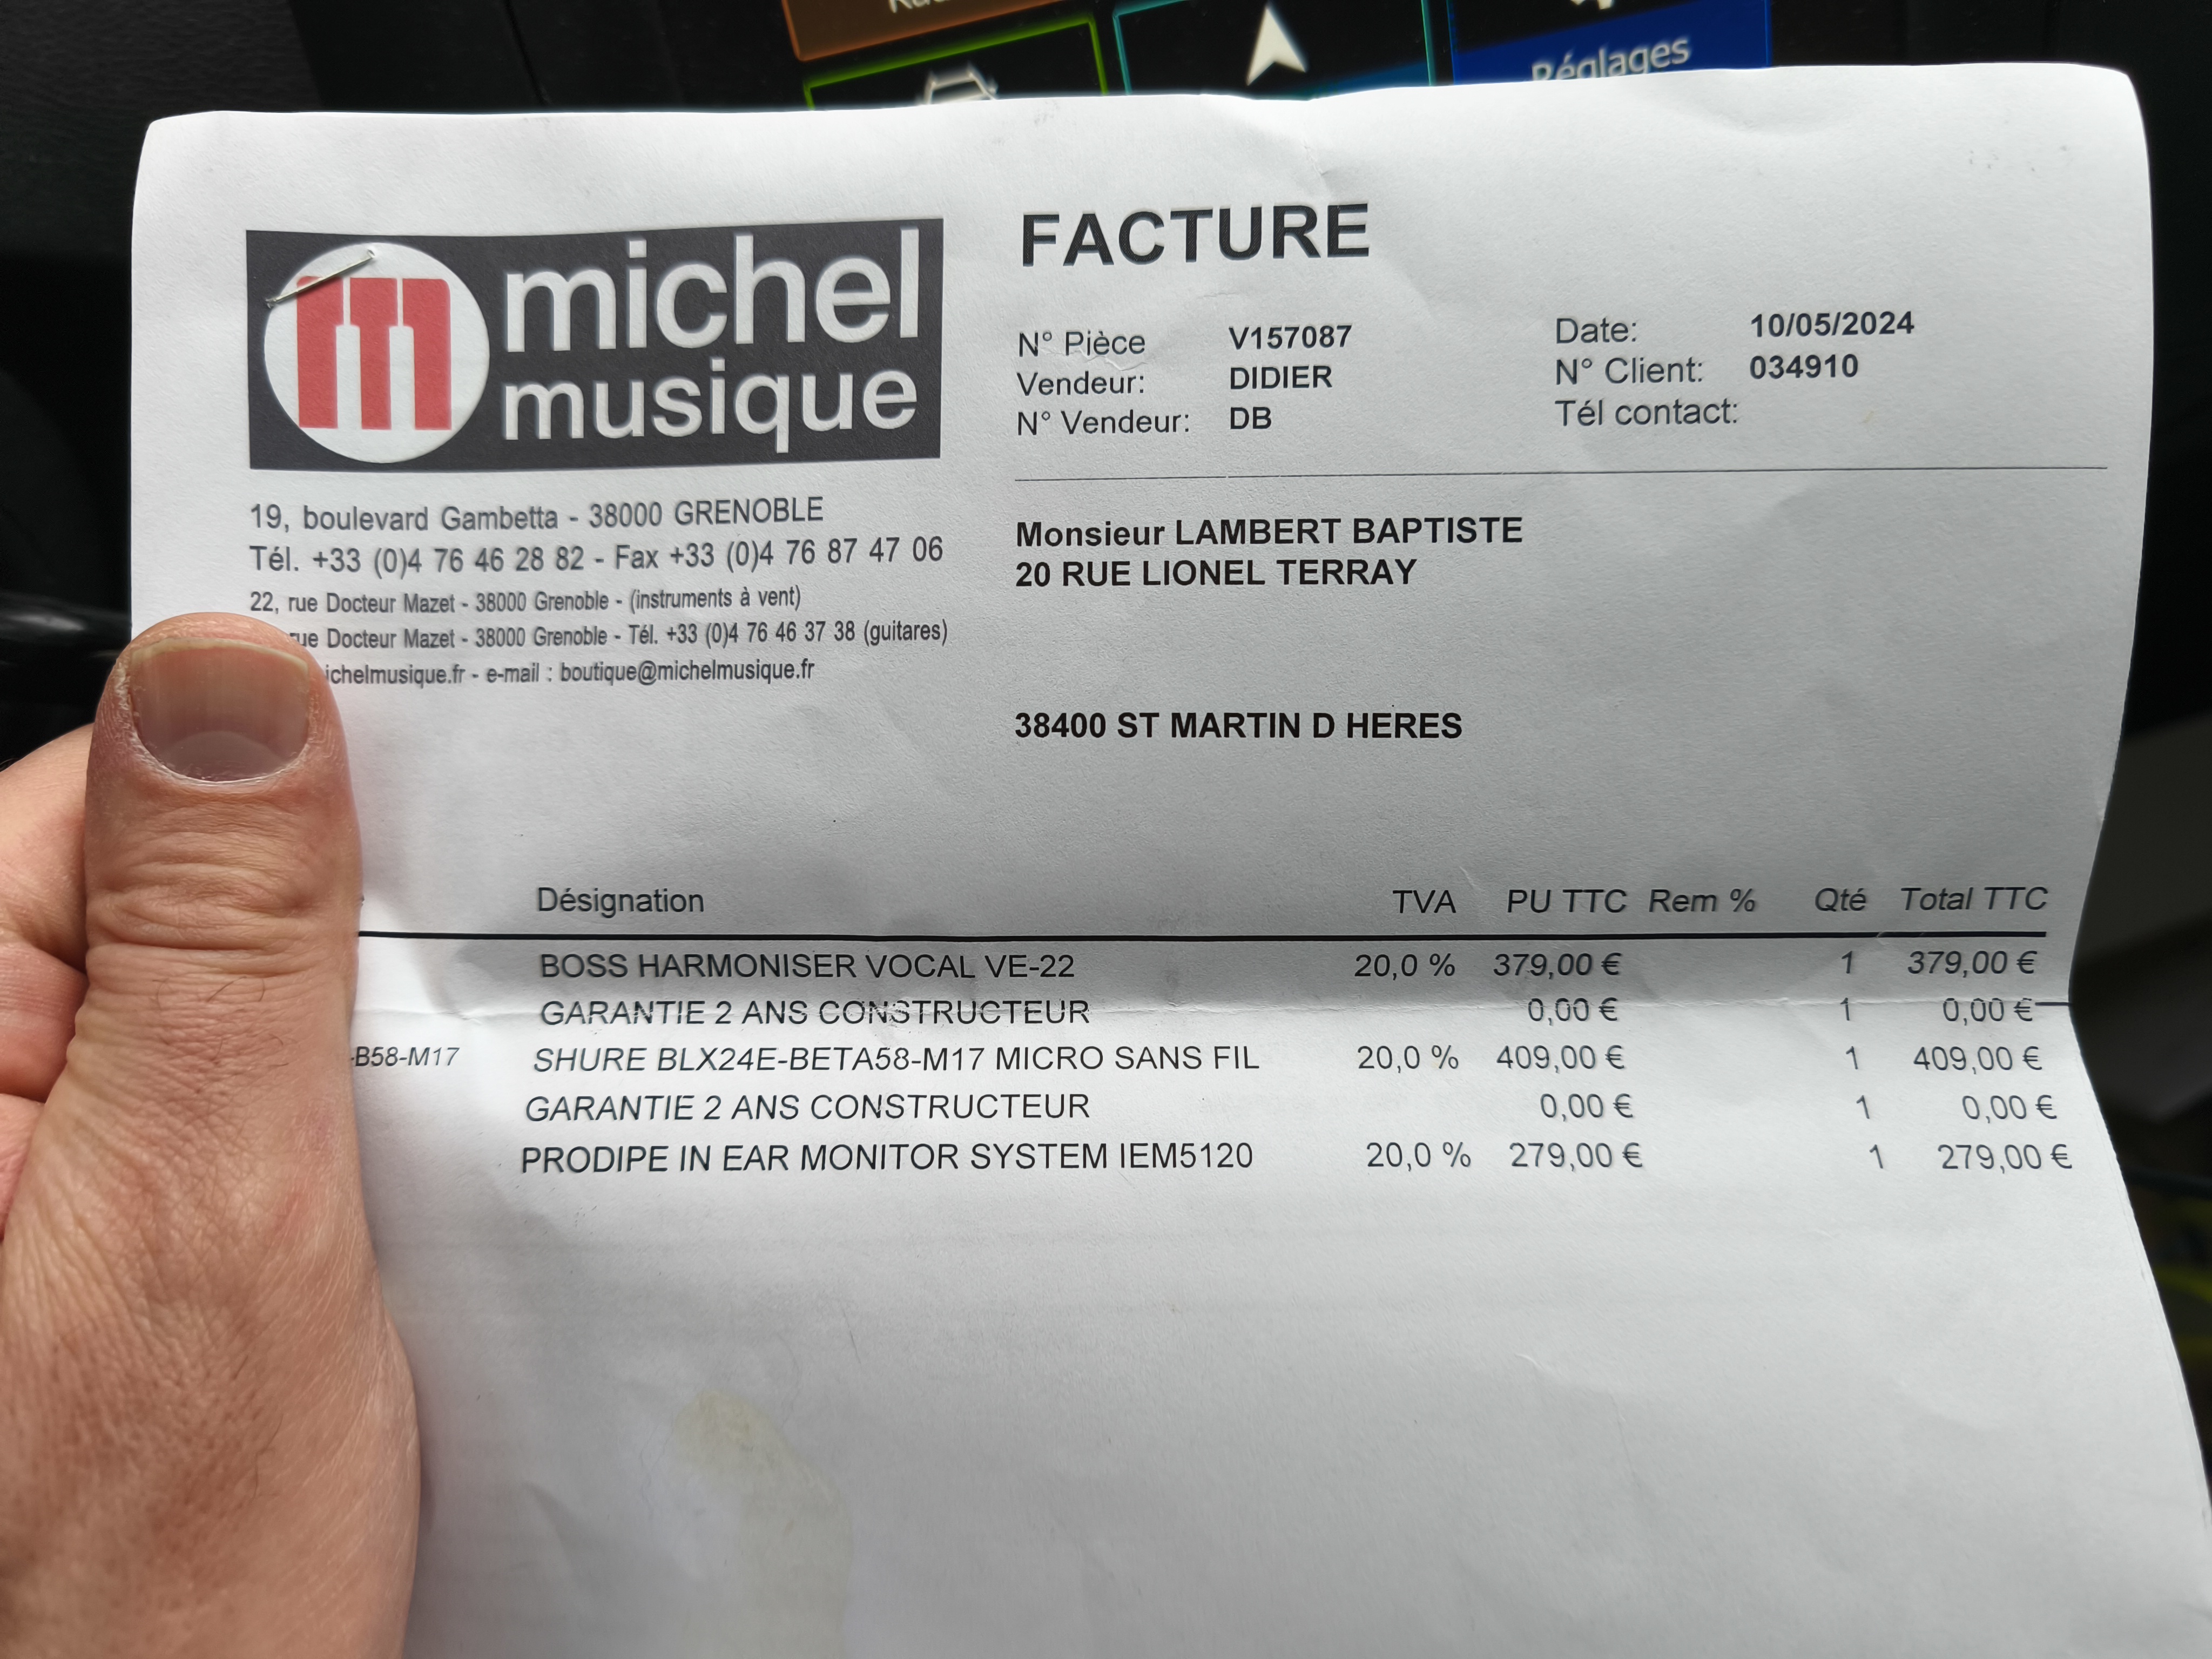 Réglages
michel
musique
FACTURE
N° Pièce V157087
Vendeur: DIDIER
N° Vendeur: DB
Date: 10/05/2024
N° Client: 034910
Tél contact:
19, boulevard Gambetta - 38000 GRENOBLE
Tél. +33 (0)4 76 46 28 82 - Fax +33 (0)4 76 87 47 06
22, rue Docteur Mazet - 38000 Grenoble - (instruments à vent)
rue Docteur Mazet - 38000 Grenoble - Tél. +33 (0)4 76 46 37 38 (guitares)
ichelmusique.fr - e-mail : boutique@michelmusique.fr
Monsieur LAMBERT BAPTISTE
20 RUE LIONEL TERRAY
38400 ST MARTIN D HERES
Désignation TVA PU TTC Rem % Qté Total TTC
BOSS HARMONISER VOCAL VE-22 20,0 % 379,00 € 1 379,00 €
GARANTIE 2 ANS CONSTRUCTEUR 0,00 € 1 0,00 €
-B58-M17 SHURE BLX24E-BETA58-M17 MICRO SANS FIL 20,0 % 409,00 € 1 409,00 €
GARANTIE 2 ANS CONSTRUCTEUR 0,00 € 1 0,00 €
PRODIPE IN EAR MONITOR SYSTEM IEM5120 20,0 % 279,00 € 1 279,00 €